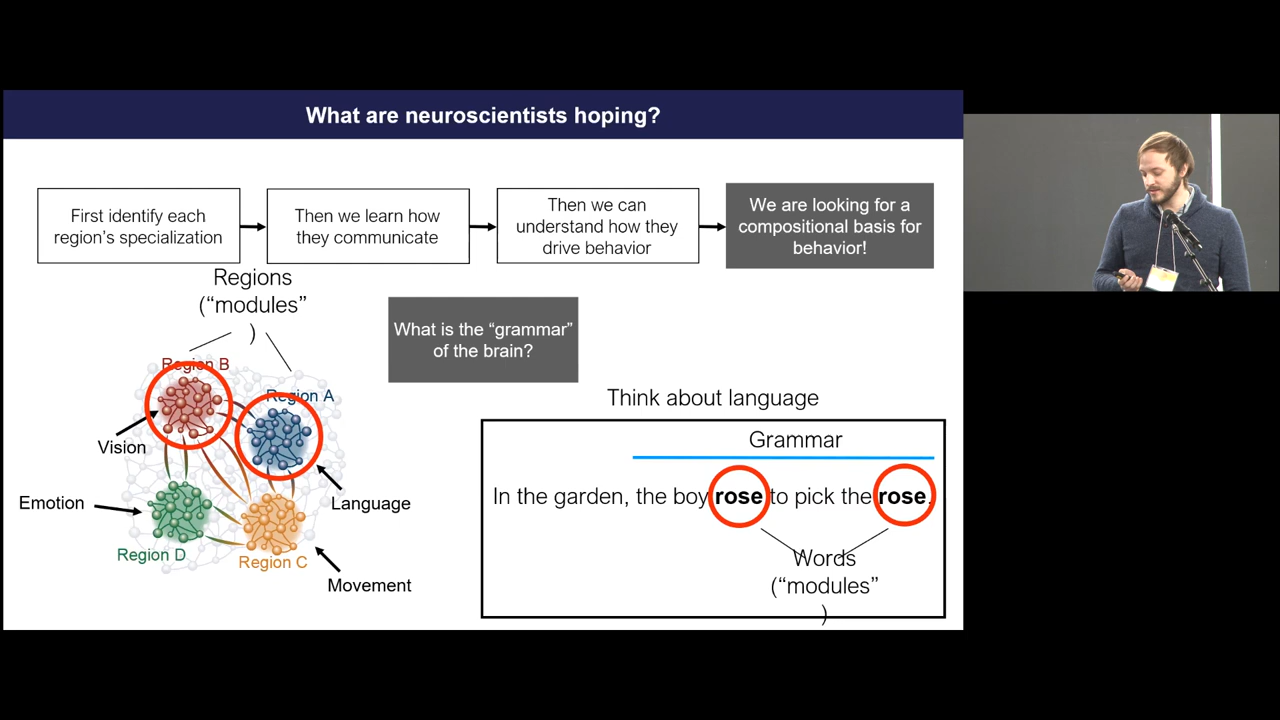 What are neuroscientists hoping?
First identify each
region's specialization
Then we learn how
they communicate
Then we can
understand how they
drive behavior
We are looking for a
compositional basis for
behavior!
Regions
("modules"
)
What is the "grammar"
of the brain?
Region B
Region A
Vision
Emotion
Language
Region D
Region C
Movement
Think about language
Grammar
In the garden, the boy rose to pick the rose.
Words
("modules"
)